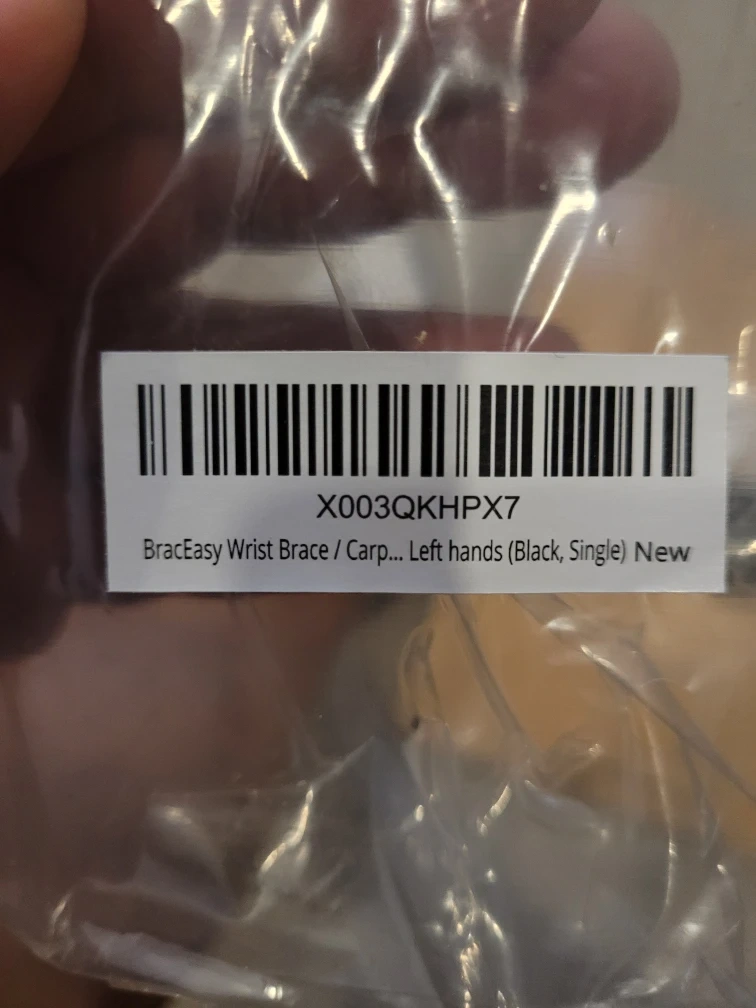 X003QKHPX7
BracEasy Wrist Brace / Carp... Left hands (Black, Single) New